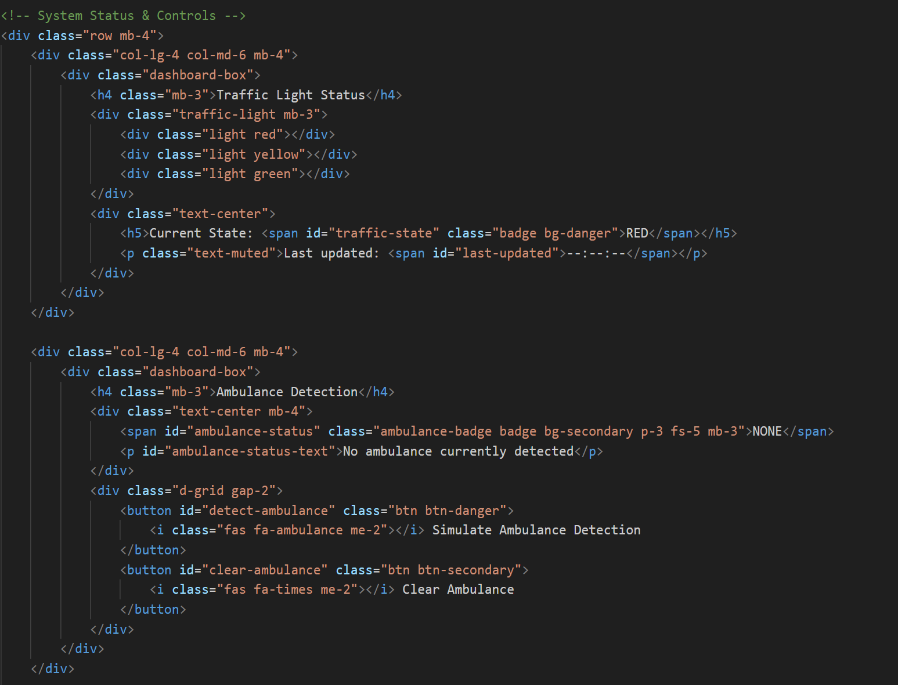 <!-- System Status & Controls -->
<div class="row mb-4">
    <div class="col-lg-4 col-md-6 mb-4">
        <div class="dashboard-box">
            <h4 class="mb-3">Traffic Light Status</h4>
            <div class="traffic-light mb-3">
                <div class="light red"></div>
                <div class="light yellow"></div>
                <div class="light green"></div>
            </div>
            <div class="text-center">
                <h5>Current State: <span id="traffic-state" class="badge bg-danger">RED</span></h5>
                <p class="text-muted">Last updated: <span id="last-updated">--:--:--</span></p>
            </div>
        </div>
    </div>

    <div class="col-lg-4 col-md-6 mb-4">
        <div class="dashboard-box">
            <h4 class="mb-3">Ambulance Detection</h4>
            <div class="text-center mb-4">
                <span id="ambulance-status" class="ambulance-badge badge bg-secondary p-3 fs-5 mb-3">NONE</span>
                <p id="ambulance-status-text">No ambulance currently detected</p>
            </div>
            <div class="d-grid gap-2">
                <button id="detect-ambulance" class="btn btn-danger">
                    <i class="fas fa-ambulance me-2"></i> Simulate Ambulance Detection
                </button>
                <button id="clear-ambulance" class="btn btn-secondary">
                    <i class="fas fa-times me-2"></i> Clear Ambulance
                </button>
            </div>
        </div>
    </div>